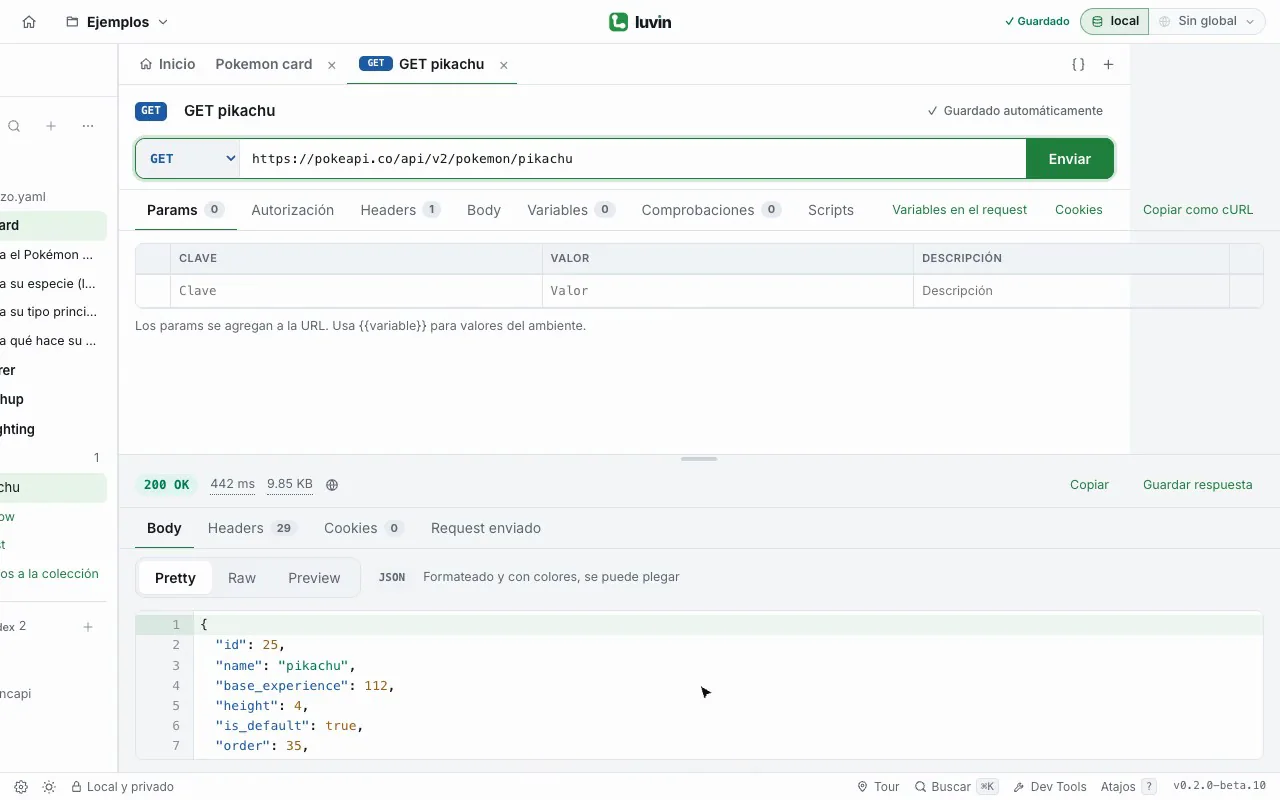 Ejemplos
luvin
Guardado
local
Sin global
Inicio
Pokemon card
GET GET pikachu
{ }
GET GET pikachu
Guardado automáticamente
GET https://pokeapi.co/api/v2/pokemon/pikachu Enviar
Params 0 Autorización Headers 1 Body Variables 0 Comprobaciones 0 Scripts Variables en el request Cookies Copiar como cURL
CLAVE VALOR DESCRIPCIÓN
Clave Valor Descripción
Los params se agregan a la URL. Usa {{variable}} para valores del ambiente.
zo.yaml
ard
a el Pokémon ...
a su especie (l...
a su tipo princi...
a qué hace su ...
rer
hup
ghting
1
chu
ow
st
os a la colección
dex 2
ncapi
200 OK 442 ms 9.85 KB Copiar Guardar respuesta
Body Headers 29 Cookies 0 Request enviado
Pretty Raw Preview JSON Formateado y con colores, se puede plegar
1 {
2 "id": 25,
3 "name": "pikachu",
4 "base_experience": 112,
5 "height": 4,
6 "is_default": true,
7 "order": 35,
Local y privado Tour Buscar ⌘K Dev Tools Atajos ? v0.2.0-beta.10